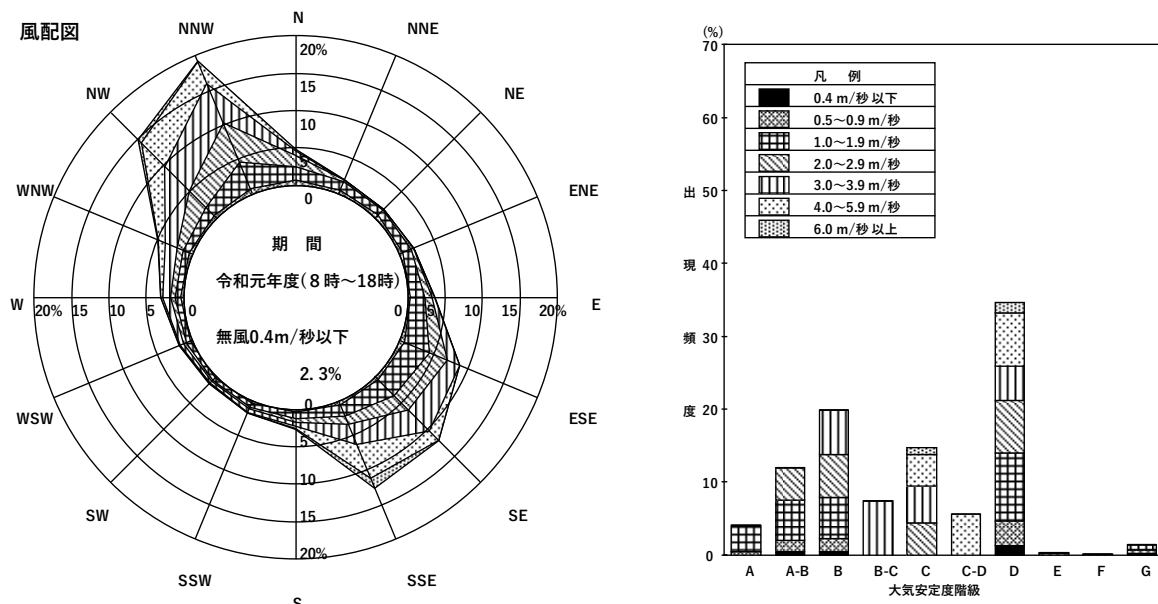 風配図
N
NNE
NE
ENE
E
ESE
SE
SSE
S
SSW
SW
WSW
W
WNW
NW
NNW
20%
15
10
5
0
20% 15 10 5 0
0 5 10 15 20%
0
5
10
15
20%
期 間
令和元年度(8時~18時)
無風0.4m/秒以下
2.3%
(%)
70
60
50
40
30
20
10
0
出現頻度
凡 例
0.4 m/秒以下
0.5~0.9 m/秒
1.0~1.9 m/秒
2.0~2.9 m/秒
3.0~3.9 m/秒
4.0~5.9 m/秒
6.0 m/秒以上
A A-B B B-C C C-D D E F G
大気安定度階級